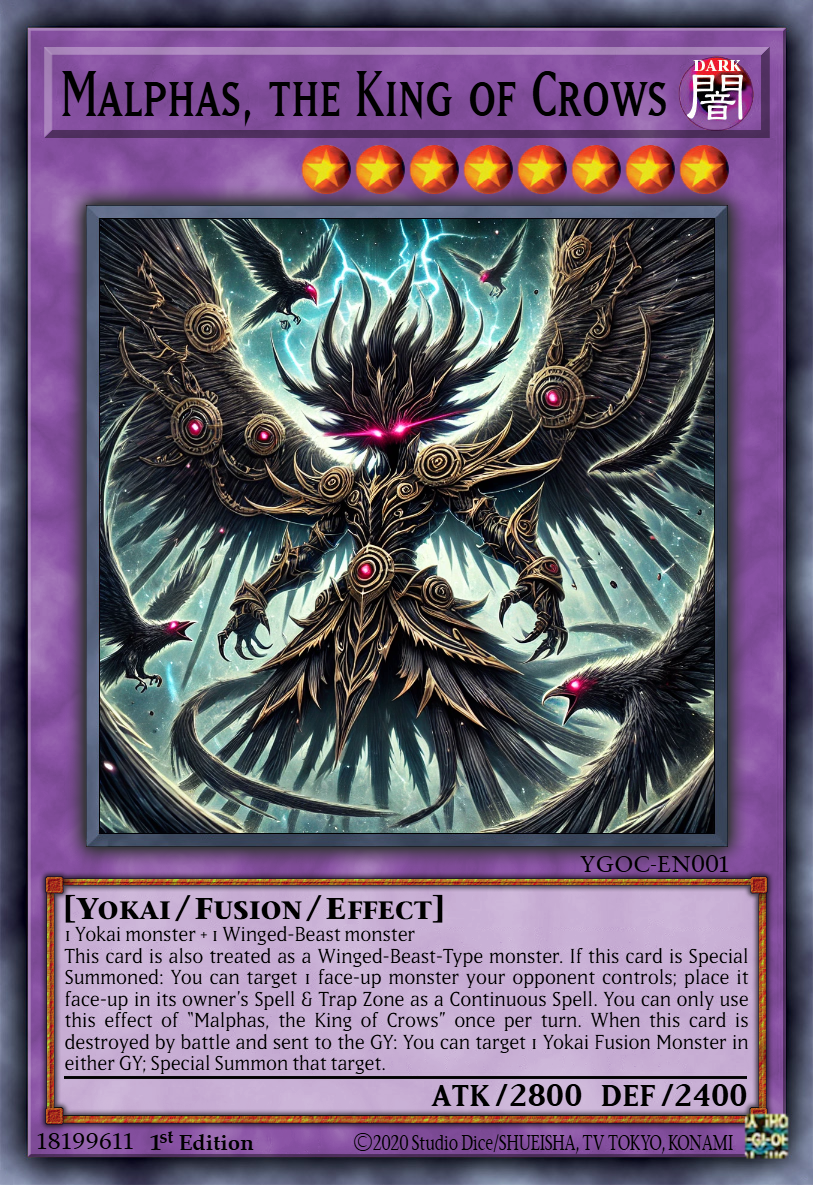 MALPHAS, THE KING OF CROWS
DARK
闇
YGOC-EN001
[YOKAI/FUSION/EFFECT]
1 Yokai monster + 1 Winged-Beast monster
This card is also treated as a Winged-Beast-Type monster. If this card is Special
Summoned: You can target 1 face-up monster your opponent controls; place it
face-up in its owner's Spell & Trap Zone as a Continuous Spell. You can only use
this effect of "Malphas, the King of Crows" once per turn. When this card is
destroyed by battle and sent to the GY: You can target 1 Yokai Fusion Monster in
either GY; Special Summon that target.
ATK/2800 DEF/2400
18199611 1st Edition ©2020 Studio Dice/SHUEISHA, TV TOKYO, KONAMI